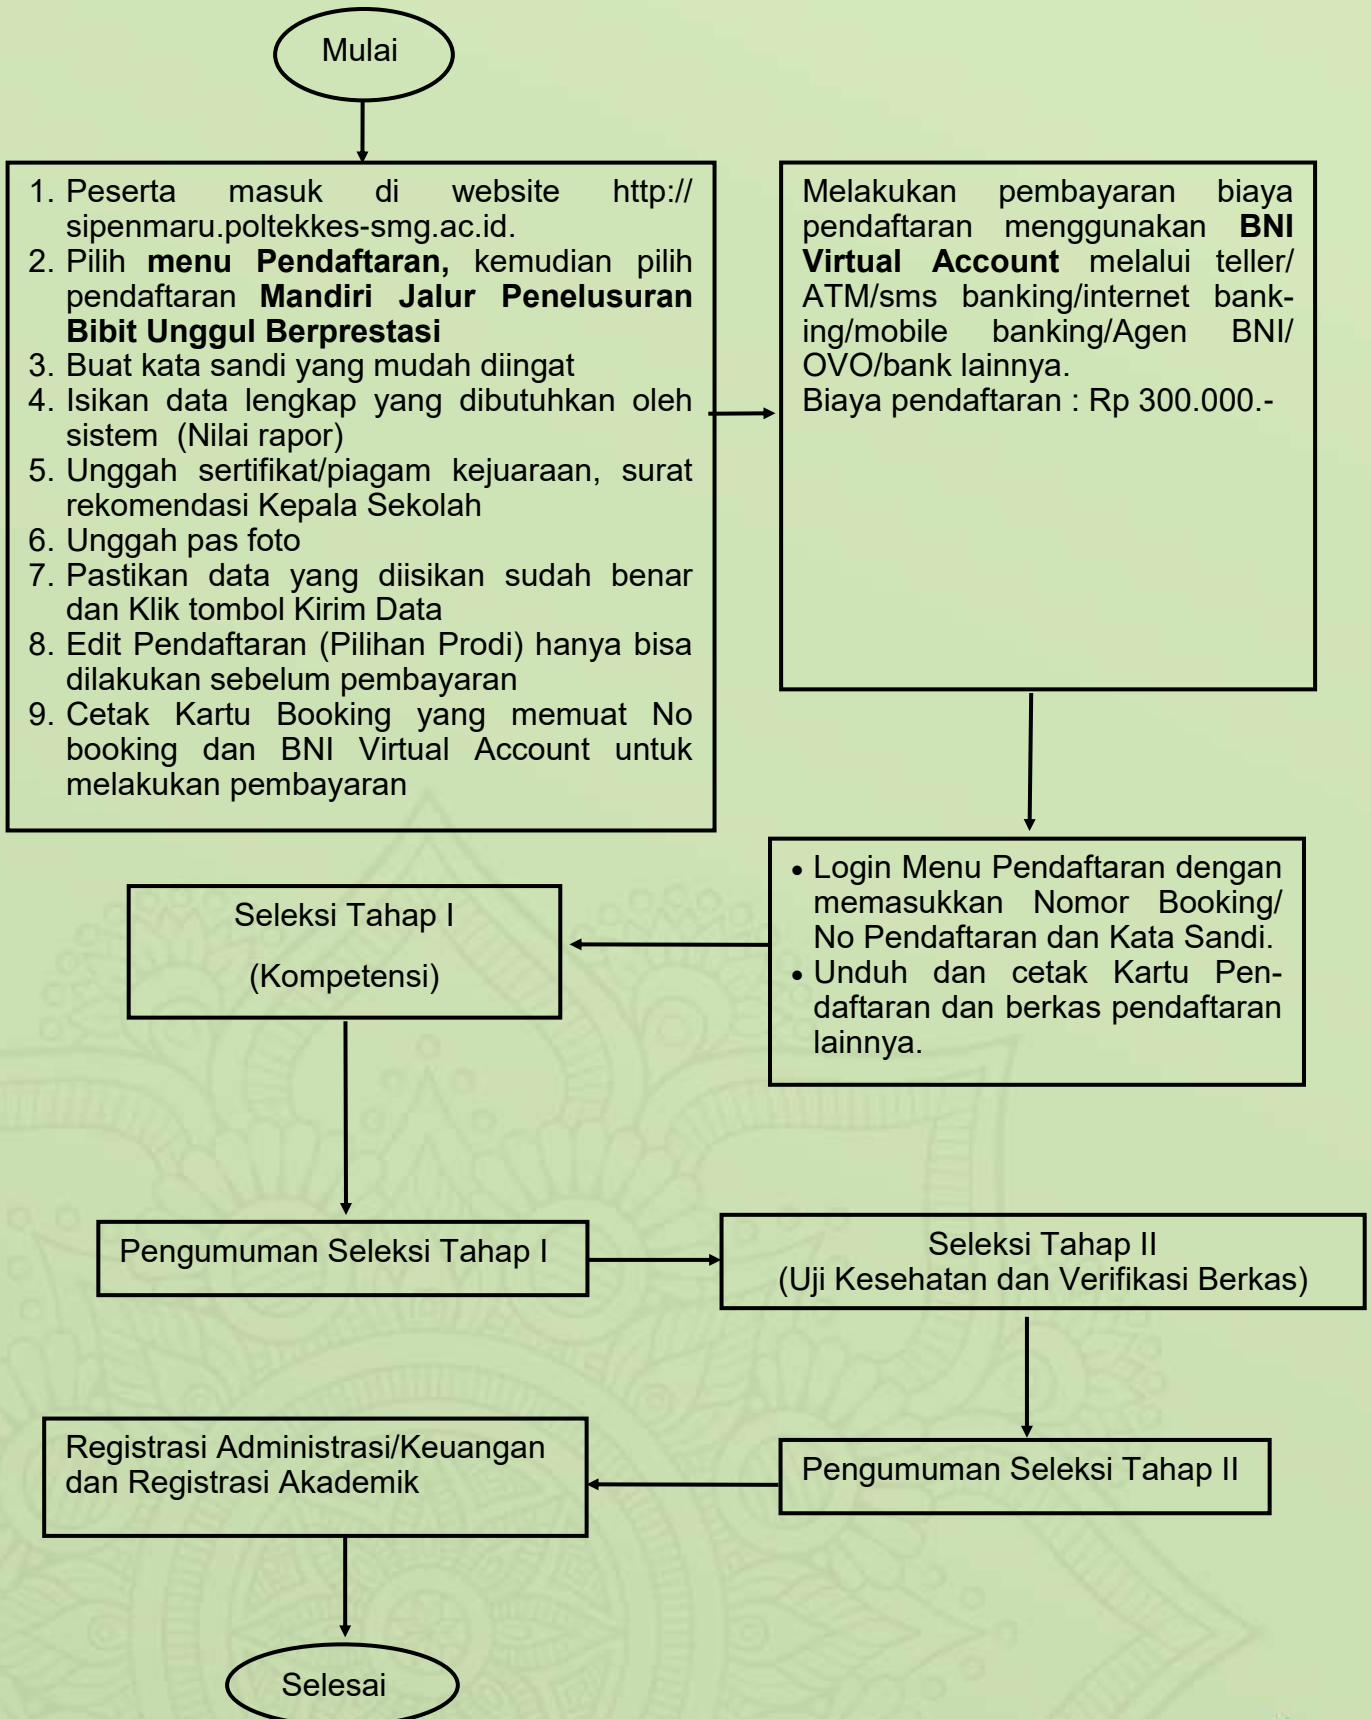 Mulai
1. Peserta masuk di website http://
sipenmaru.poltekkes-smg.ac.id.
2. Pilih menu Pendaftaran, kemudian pilih
pendaftaran Mandiri Jalur Penelusuran
Bibit Unggul Berprestasi
3. Buat kata sandi yang mudah diingat
4. Isikan data lengkap yang dibutuhkan oleh
sistem (Nilai rapor)
5. Unggah sertifikat/piagam kejuaraan, surat
rekomendasi Kepala Sekolah
6. Unggah pas foto
7. Pastikan data yang diisikan sudah benar
dan Klik tombol Kirim Data
8. Edit Pendaftaran (Pilihan Prodi) hanya bisa
dilakukan sebelum pembayaran
9. Cetak Kartu Booking yang memuat No
booking dan BNI Virtual Account untuk
melakukan pembayaran
Melakukan pembayaran biaya
pendaftaran menggunakan BNI
Virtual Account melalui teller/
ATM/sms banking/internet bank-
ing/mobile banking/Agen BNI/
OVO/bank lainnya.
Biaya pendaftaran : Rp 300.000.-
• Login Menu Pendaftaran dengan
memasukkan Nomor Booking/
No Pendaftaran dan Kata Sandi.
• Unduh dan cetak Kartu Pen-
daftaran dan berkas pendaftaran
lainnya.
Seleksi Tahap I
(Kompetensi)
Pengumuman Seleksi Tahap I
Seleksi Tahap II
(Uji Kesehatan dan Verifikasi Berkas)
Pengumuman Seleksi Tahap II
Registrasi Administrasi/Keuangan
dan Registrasi Akademik
Selesai